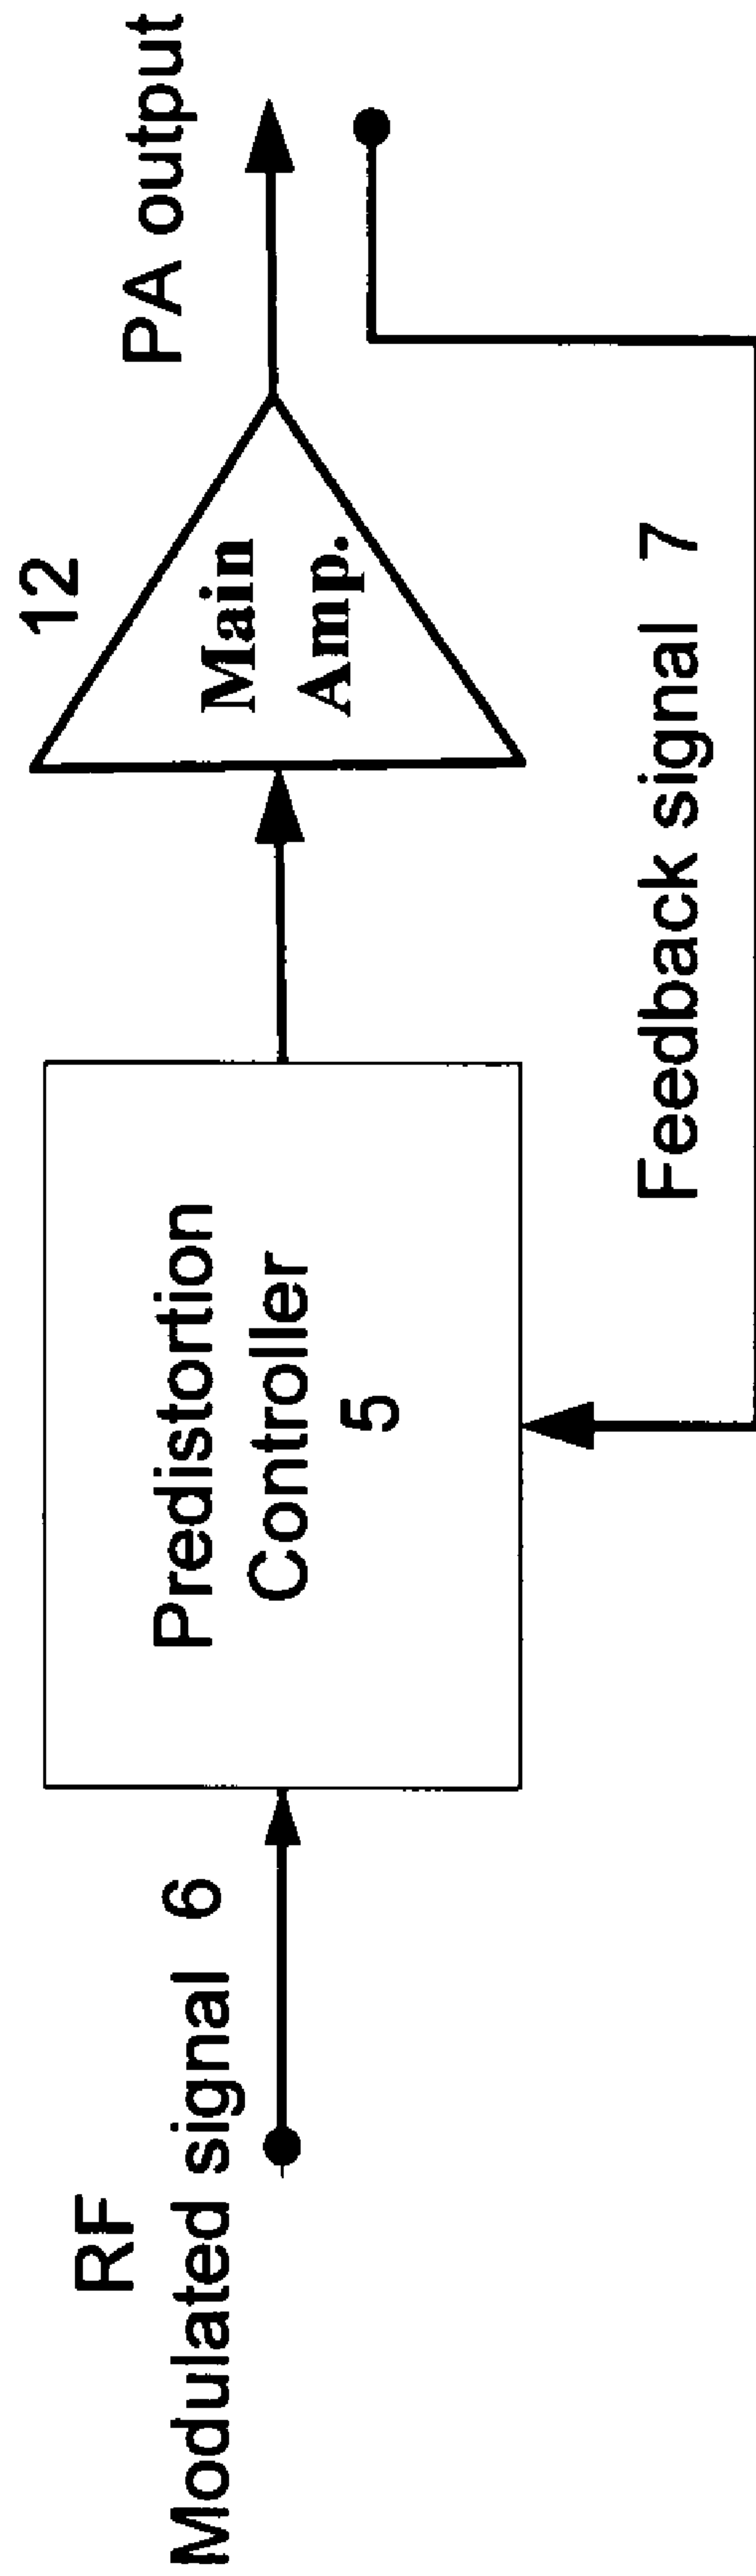 RF
Modulated signal 6
Predistortion
Controller
5
12
Main
Amp.
PA output
Feedback signal 7